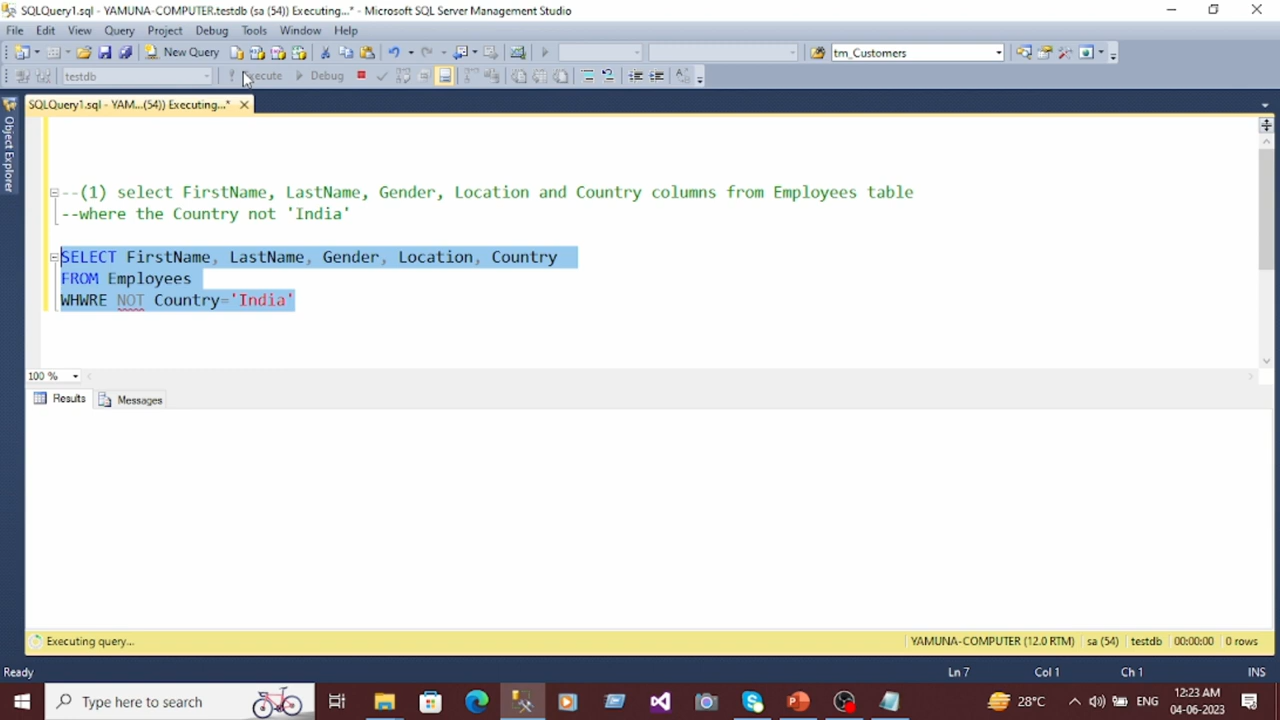 SQLQuery1.sql - YAMUNA-COMPUTER.testdb (sa (54)) Executing...* - Microsoft SQL Server Management Studio
File Edit View Query Project Debug Tools Window Help
New Query tm_Customers
testdb Debug
SQLQuery1.sql - YAM...(54)) Executing...*
Object Explorer
--(1) select FirstName, LastName, Gender, Location and Country columns from Employees table
--where the Country not 'India'
SELECT FirstName, LastName, Gender, Location, Country
FROM Employees
WHWRE NOT Country='India'
100 %
Results Messages
Executing query... YAMUNA-COMPUTER (12.0 RTM) sa (54) testdb 00:00:00 0 rows
Ready Ln 7 Col 1 Ch 1 INS
Type here to search 28°C ENG 12:23 AM
04-06-2023